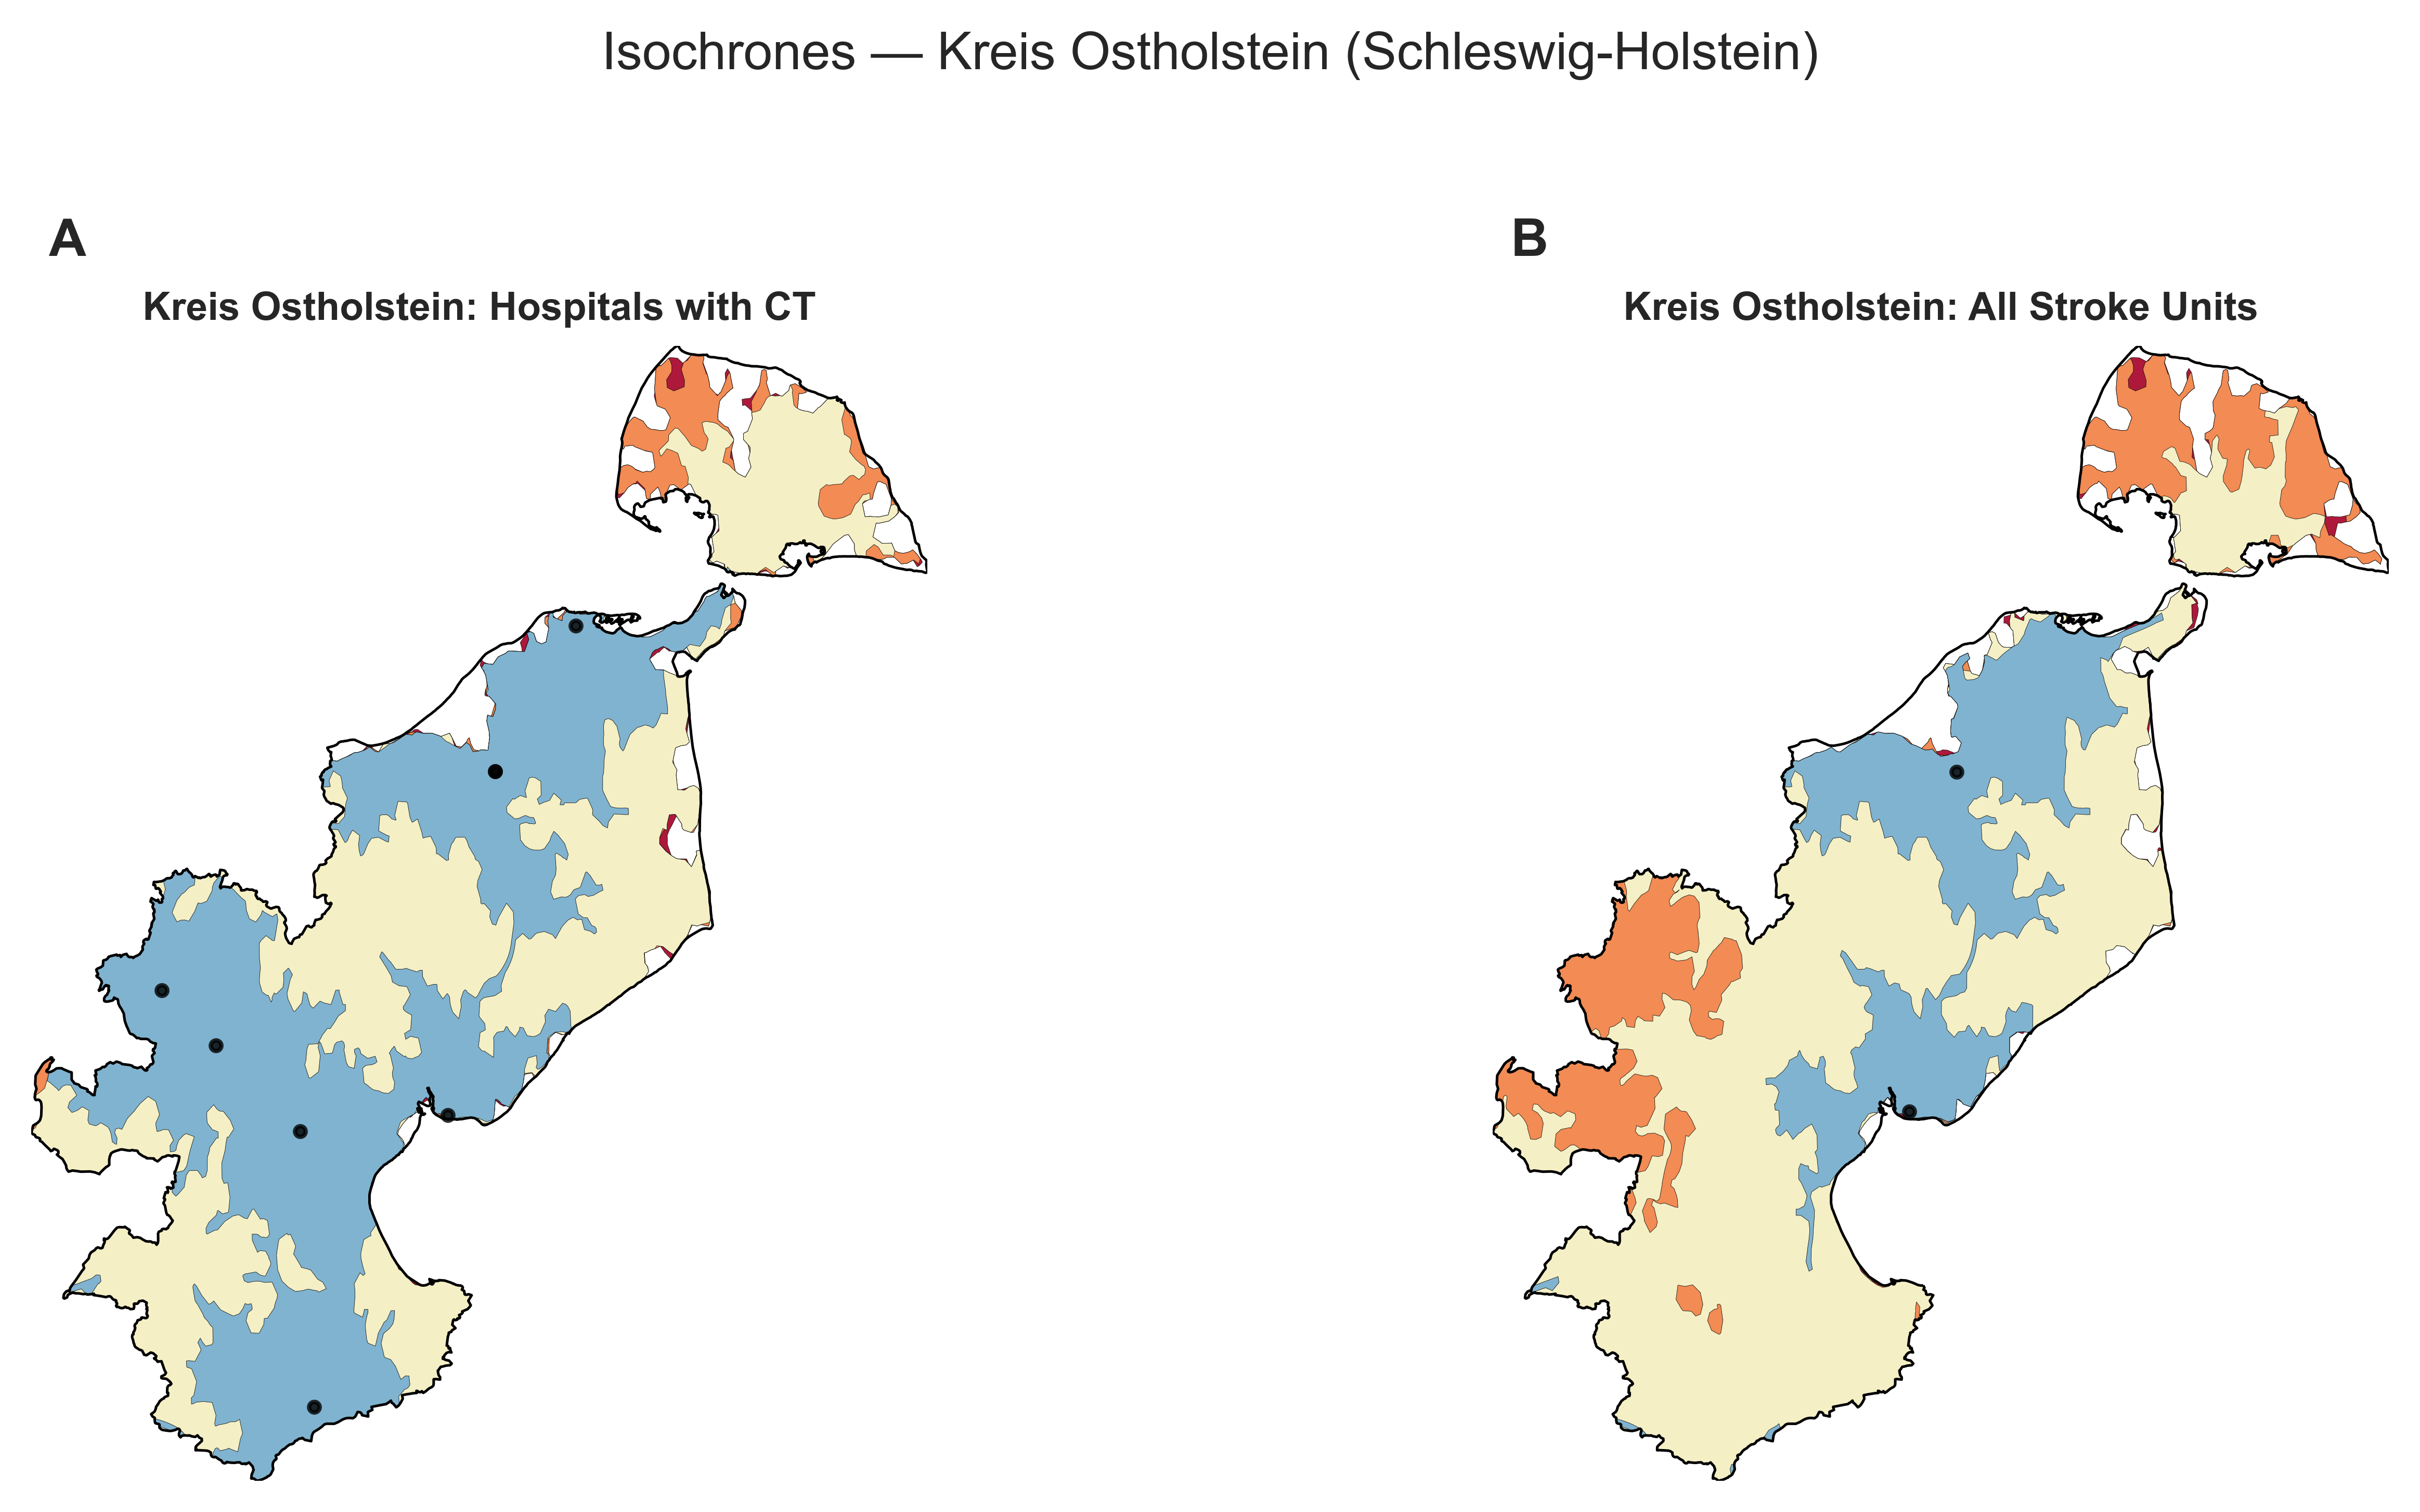 Isochrones — Kreis Ostholstein (Schleswig-Holstein)
A
Kreis Ostholstein: Hospitals with CT
B
Kreis Ostholstein: All Stroke Units